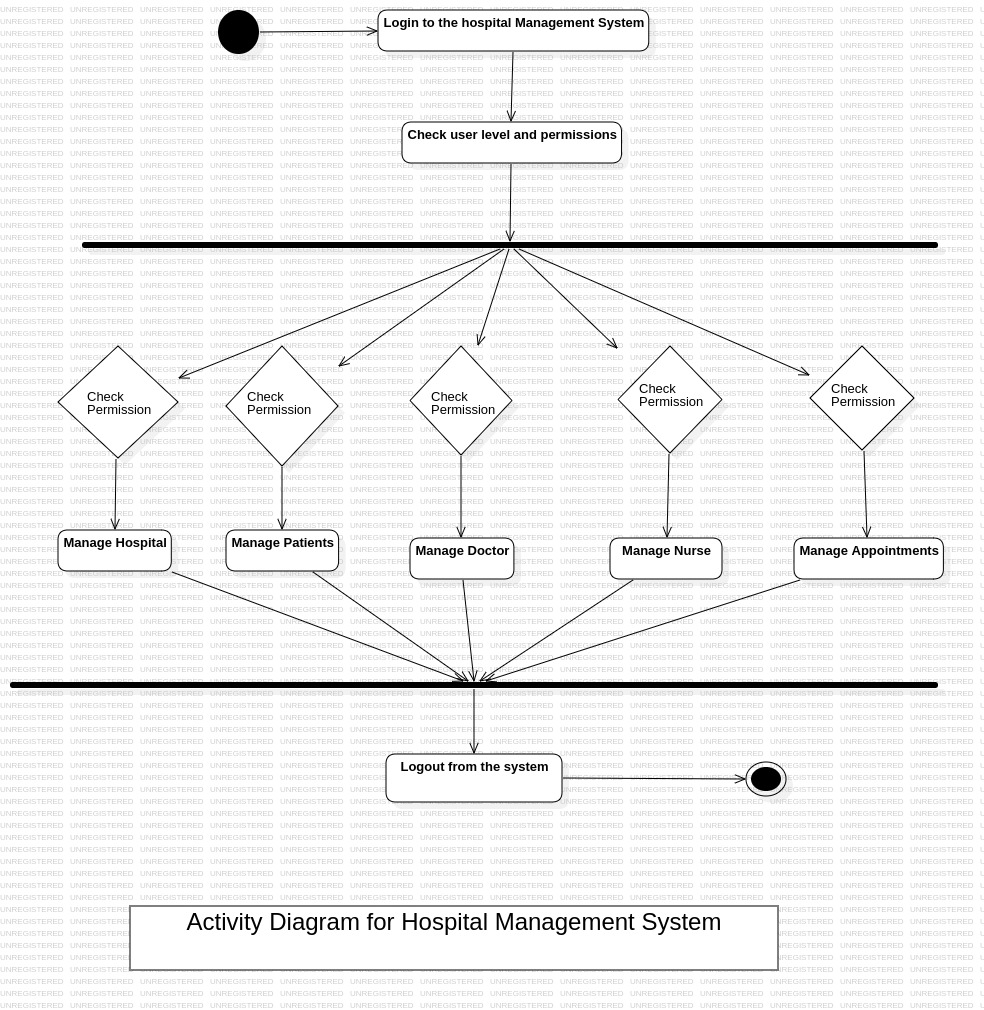 Login to the hospital Management System
Check user level and permissions
Check
Permission
Check
Permission
Check
Permission
Check
Permission
Check
Permission
Manage Hospital
Manage Patients
Manage Doctor
Manage Nurse
Manage Appointments
Logout from the system
Activity Diagram for Hospital Management System
UNREGISTERED